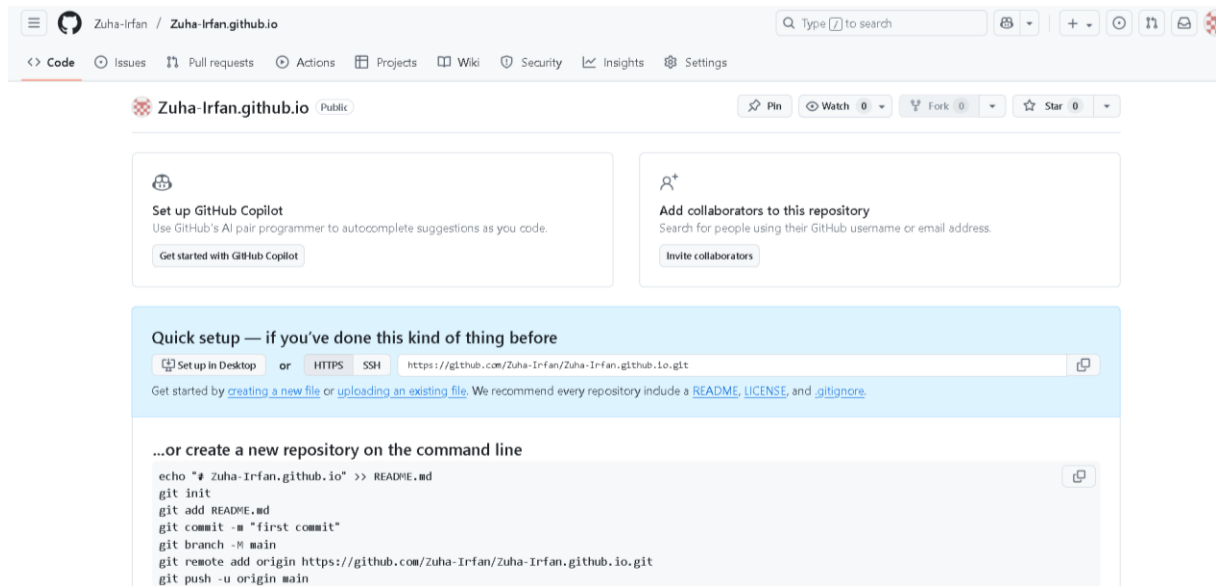 Zuha-Irfan / Zuha-Irfan.github.io Type / to search
<> Code Issues Pull requests Actions Projects Wiki Security Insights Settings
Zuha-Irfan.github.io Public Pin Watch 0 Fork 0 Star 0
Set up GitHub Copilot
Use GitHub's AI pair programmer to autocomplete suggestions as you code.
Get started with GitHub Copilot
Add collaborators to this repository
Search for people using their GitHub username or email address.
Invite collaborators
Quick setup — if you've done this kind of thing before
Set up in Desktop or HTTPS SSH https://github.com/Zuha-Irfan/Zuha-Irfan.github.io.git
Get started by creating a new file or uploading an existing file. We recommend every repository include a README, LICENSE, and .gitignore.
...or create a new repository on the command line
echo "# Zuha-Irfan.github.io" >> README.md
git init
git add README.md
git commit -m "first commit"
git branch -M main
git remote add origin https://github.com/Zuha-Irfan/Zuha-Irfan.github.io.git
git push -u origin main